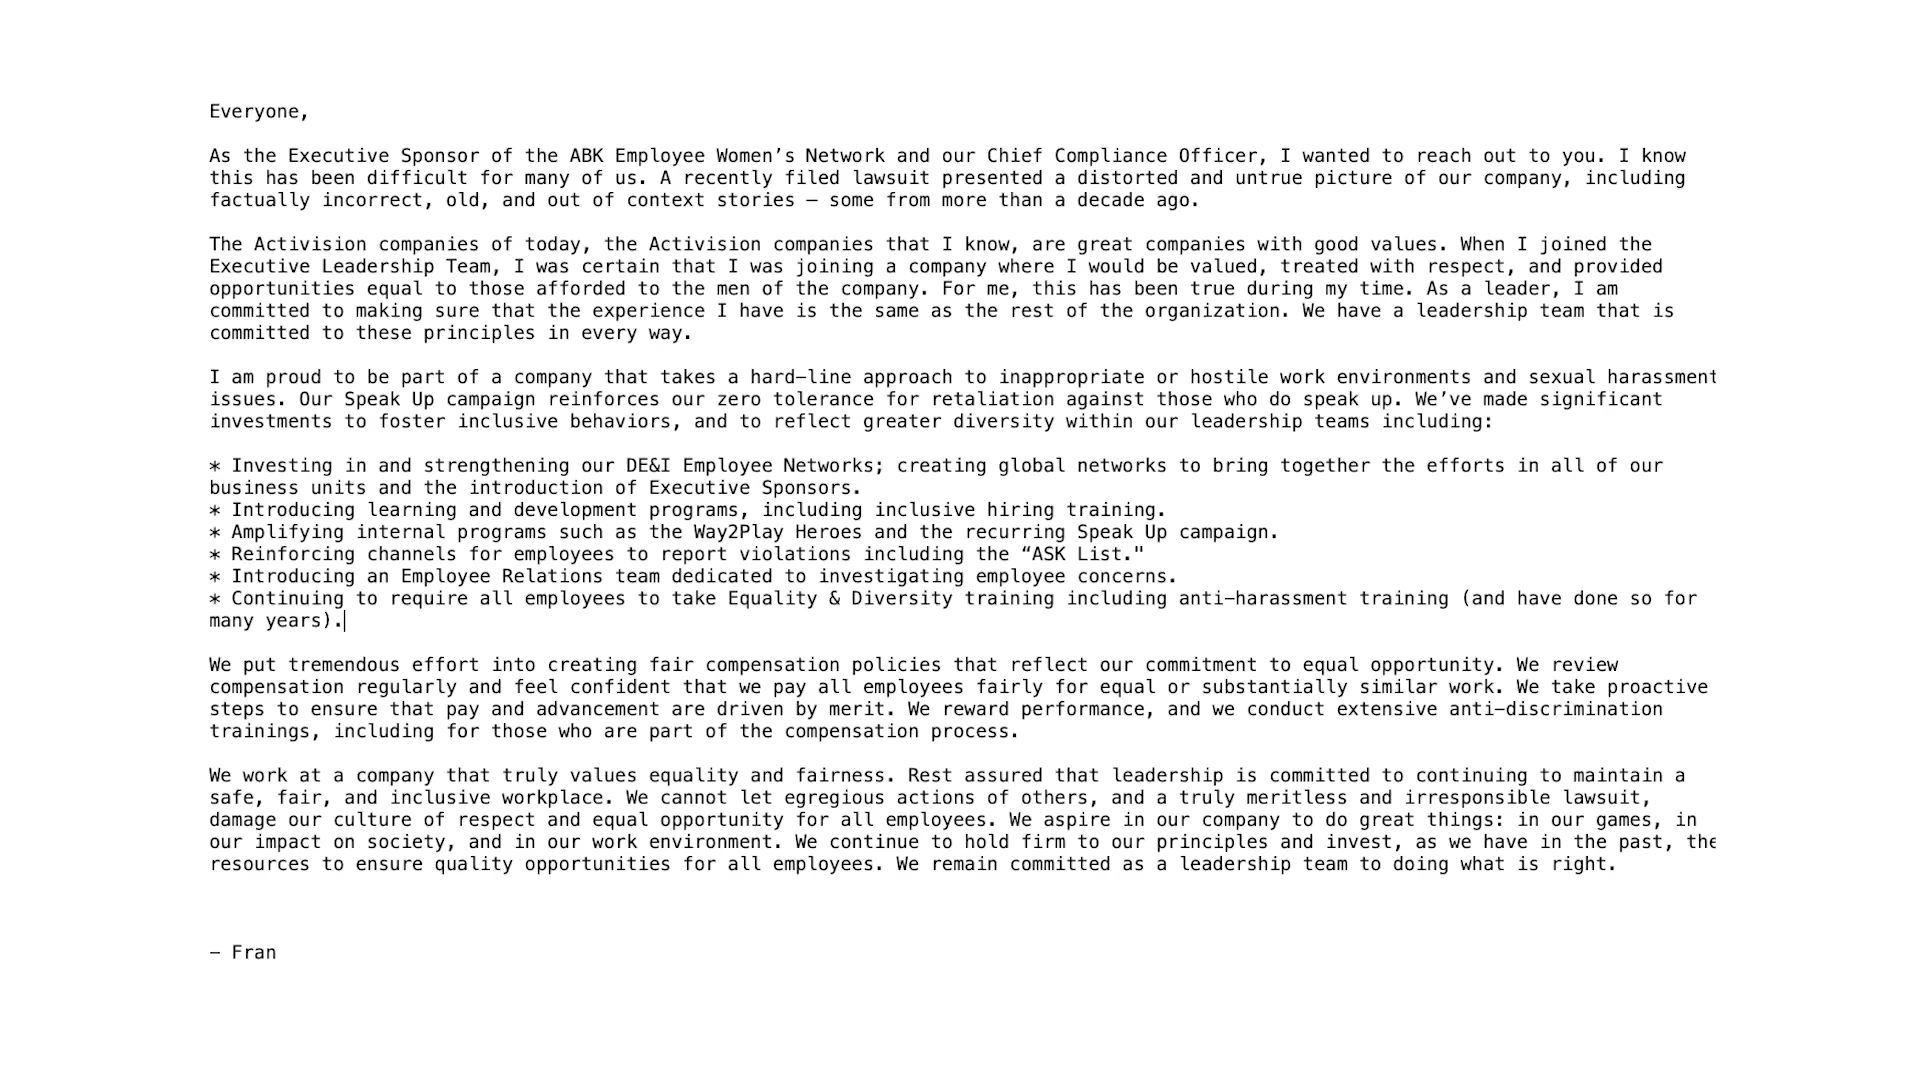 Everyone,
As the Executive Sponsor of the ABK Employee Women’s Network and our Chief Compliance Officer, I wanted to reach out to you. I know
this has been difficult for many of us. A recently filed lawsuit presented a distorted and untrue picture of our company, including
factually incorrect, old, and out of context stories – some from more than a decade ago.
The Activision companies of today, the Activision companies that I know, are great companies with good values. When I joined the
Executive Leadership Team, I was certain that I was joining a company where I would be valued, treated with respect, and provided
opportunities equal to those afforded to the men of the company. For me, this has been true during my time. As a leader, I am
committed to making sure that the experience I have is the same as the rest of the organization. We have a leadership team that is
committed to these principles in every way.
I am proud to be part of a company that takes a hard-line approach to inappropriate or hostile work environments and sexual harassment
issues. Our Speak Up campaign reinforces our zero tolerance for retaliation against those who do speak up. We’ve made significant
investments to foster inclusive behaviors, and to reflect greater diversity within our leadership teams including:
* Investing in and strengthening our DE&I Employee Networks; creating global networks to bring together the efforts in all of our
business units and the introduction of Executive Sponsors.
* Introducing learning and development programs, including inclusive hiring training.
* Amplifying internal programs such as the Way2Play Heroes and the recurring Speak Up campaign.
* Reinforcing channels for employees to report violations including the “ASK List."
* Introducing an Employee Relations team dedicated to investigating employee concerns.
* Continuing to require all employees to take Equality & Diversity training including anti-harassment training (and have done so for
many years).
We put tremendous effort into creating fair compensation policies that reflect our commitment to equal opportunity. We review
compensation regularly and feel confident that we pay all employees fairly for equal or substantially similar work. We take proactive
steps to ensure that pay and advancement are driven by merit. We reward performance, and we conduct extensive anti-discrimination
trainings, including for those who are part of the compensation process.
We work at a company that truly values equality and fairness. Rest assured that leadership is committed to continuing to maintain a
safe, fair, and inclusive workplace. We cannot let egregious actions of others, and a truly meritless and irresponsible lawsuit,
damage our culture of respect and equal opportunity for all employees. We aspire in our company to do great things: in our games, in
our impact on society, and in our work environment. We continue to hold firm to our principles and invest, as we have in the past, the
resources to ensure quality opportunities for all employees. We remain committed as a leadership team to doing what is right.
– Fran